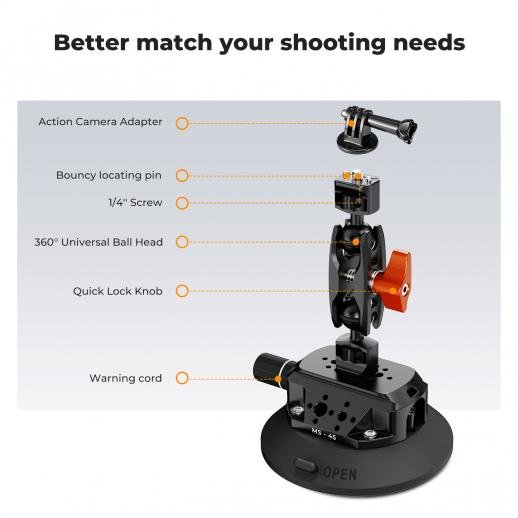 Better match your shooting needs
Action Camera Adapter
Bouncy locating pin
1/4" Screw
360° Universal Ball Head
Quick Lock Knob
Warning cord
MS - 45
OPEN